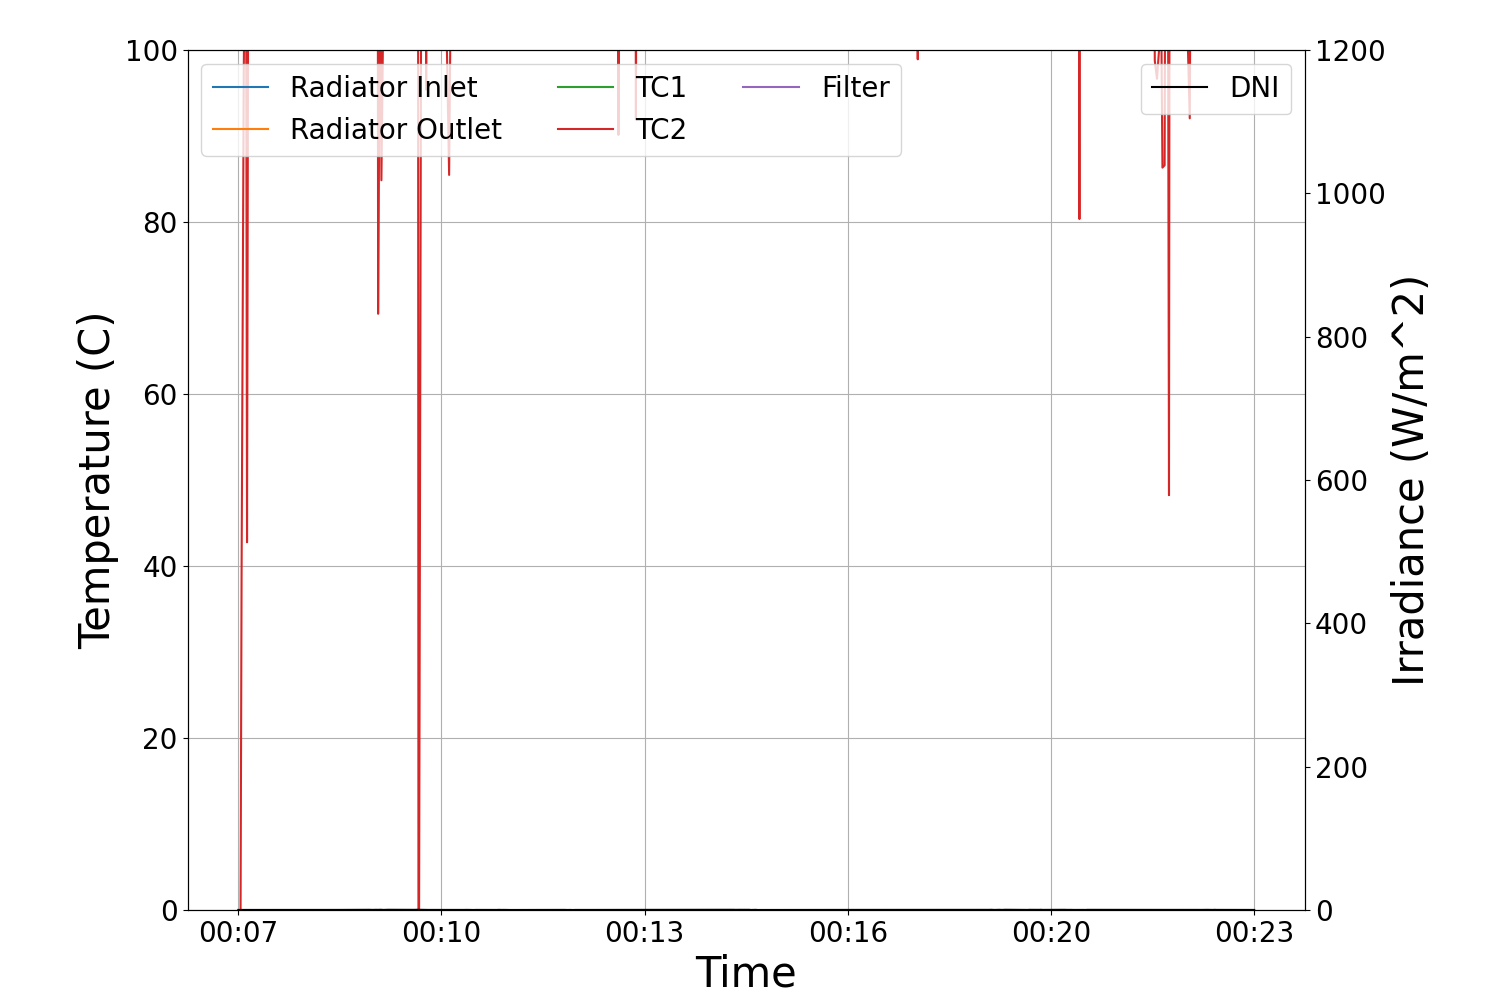 100
80
60
40
20
0
Temperature (C)
Radiator Inlet
Radiator Outlet
TC1
TC2
Filter
DNI
1200
1000
800
600
400
200
0
Irradiance (W/m^2)
00:07 00:10 00:13 00:16 00:20 00:23
Time